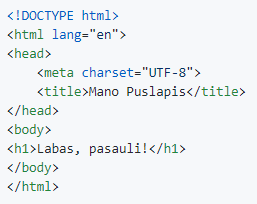 <!DOCTYPE html>
<html lang="en">
<head>
    <meta charset="UTF-8">
    <title>Mano Puslapis</title>
</head>
<body>
<h1>Labas, pasauli!</h1>
</body>
</html>